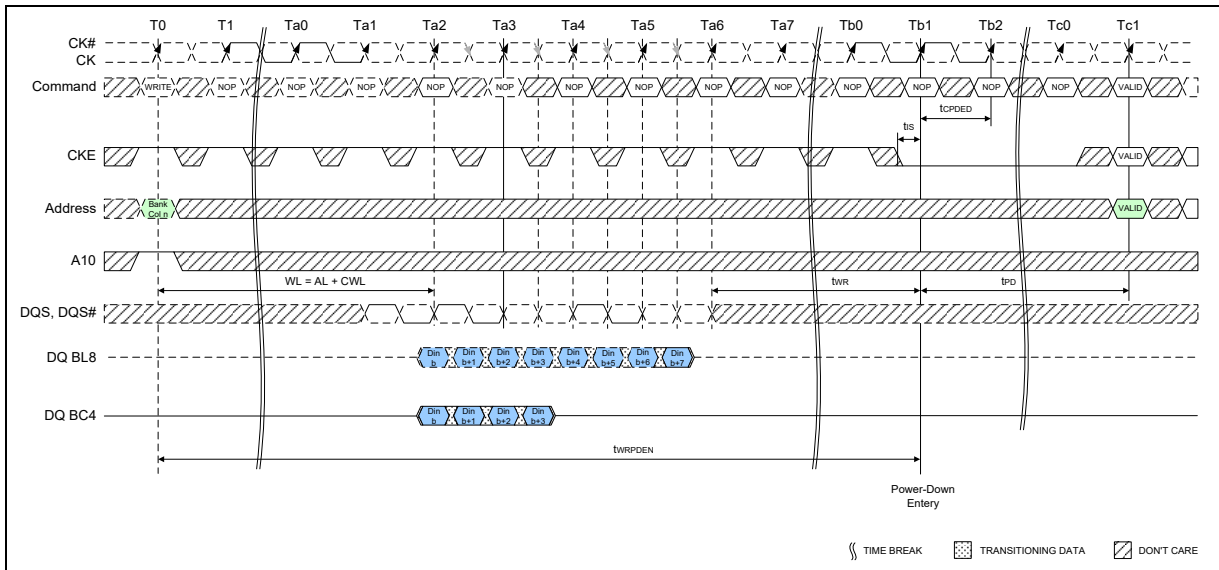 T0 T1 Ta0 Ta1 Ta2 Ta3 Ta4 Ta5 Ta6 Ta7 Tb0 Tb1 Tb2 Tc0 Tc1
CK#
CK
Command WRITE NOP NOP NOP NOP NOP NOP NOP NOP NOP NOP NOP NOP NOP VALID
tCPDED
tIS
CKE VALID
Address Bank Col n VALID
A10
WL = AL + CWL tWR tPD
DQS, DQS#
DQ BL8 Din b Din b+1 Din b+2 Din b+3 Din b+4 Din b+5 Din b+6 Din b+7
DQ BC4 Din b Din b+1 Din b+2 Din b+3
tWRPDEN
Power-Down
Entery
TIME BREAK TRANSITIONING DATA DON'T CARE